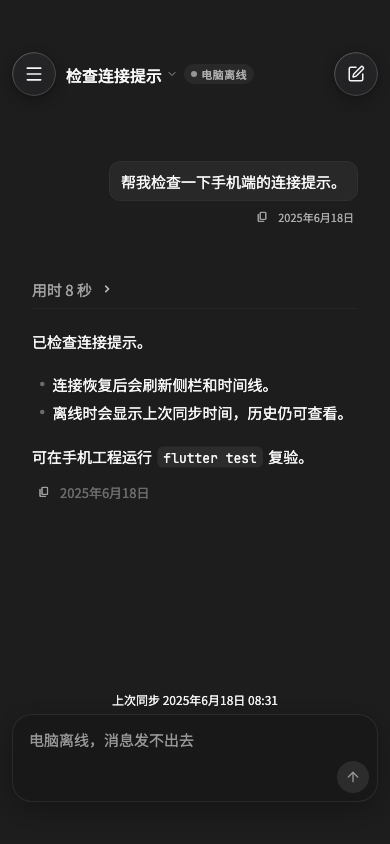 检查连接提示
电脑离线
帮我检查一下手机端的连接提示。
2025年6月18日
用时 8 秒
已检查连接提示。
连接恢复后会刷新侧栏和时间线。
离线时会显示上次同步时间，历史仍可查看。
可在手机工程运行 flutter test 复验。
2025年6月18日
上次同步 2025年6月18日 08:31
电脑离线，消息发不出去